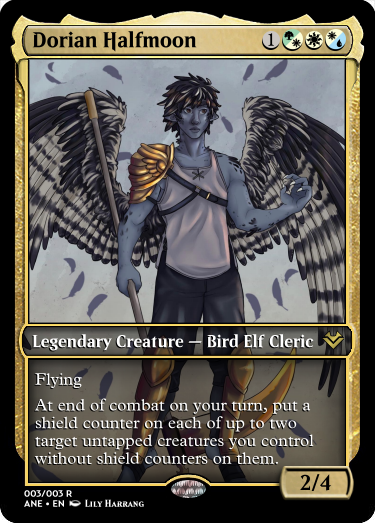 Dorian Halfmoon 1
Legendary Creature — Bird Elf Cleric
Flying
At end of combat on your turn, put a
shield counter on each of up to two
target untapped creatures you control
without shield counters on them.
2/4
003/003 R
ANE • EN Lily Harrang